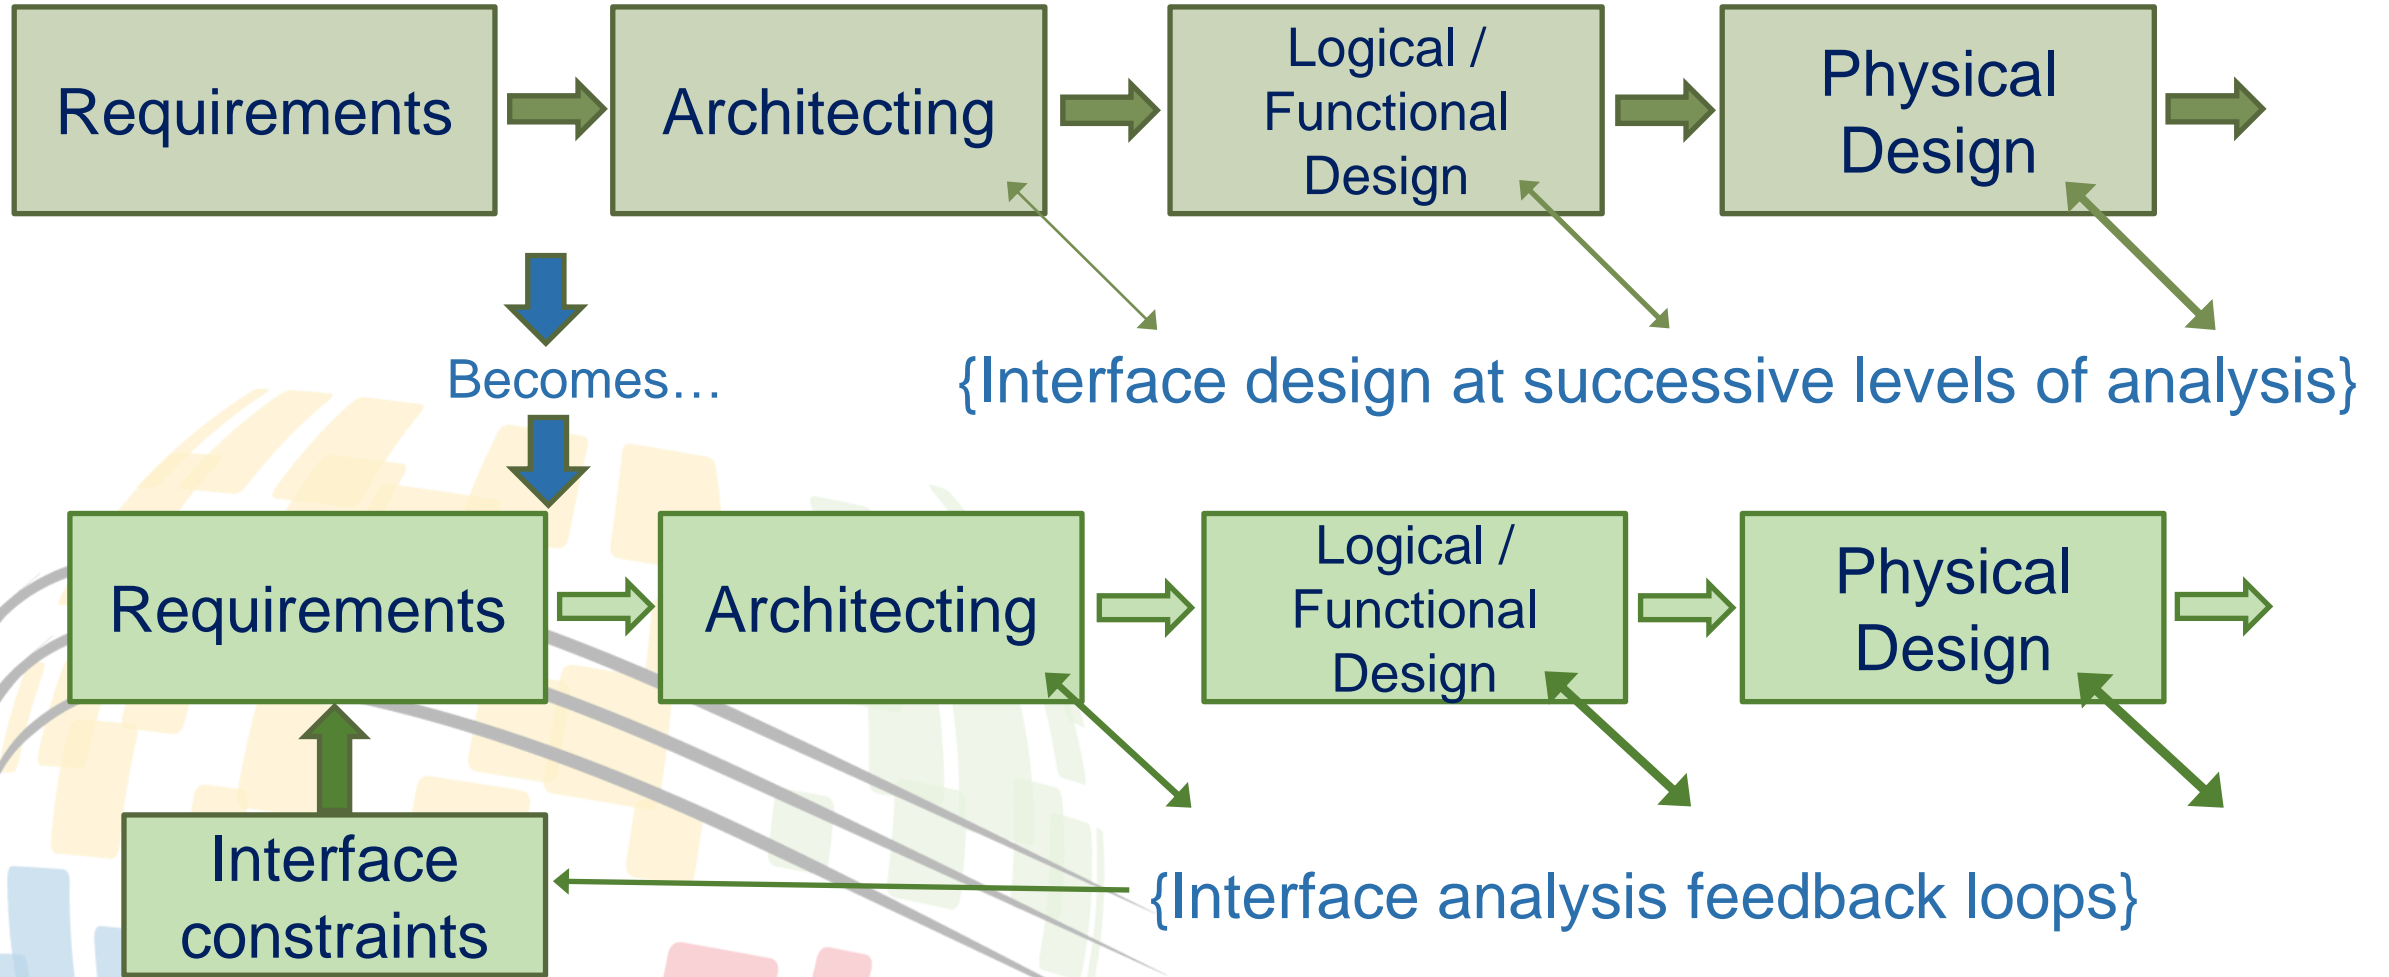 Requirements
Architecting
Logical /
Functional
Design
Physical
Design
Becomes…
{Interface design at successive levels of analysis}
Requirements
Architecting
Logical /
Functional
Design
Physical
Design
Interface
constraints
{Interface analysis feedback loops}